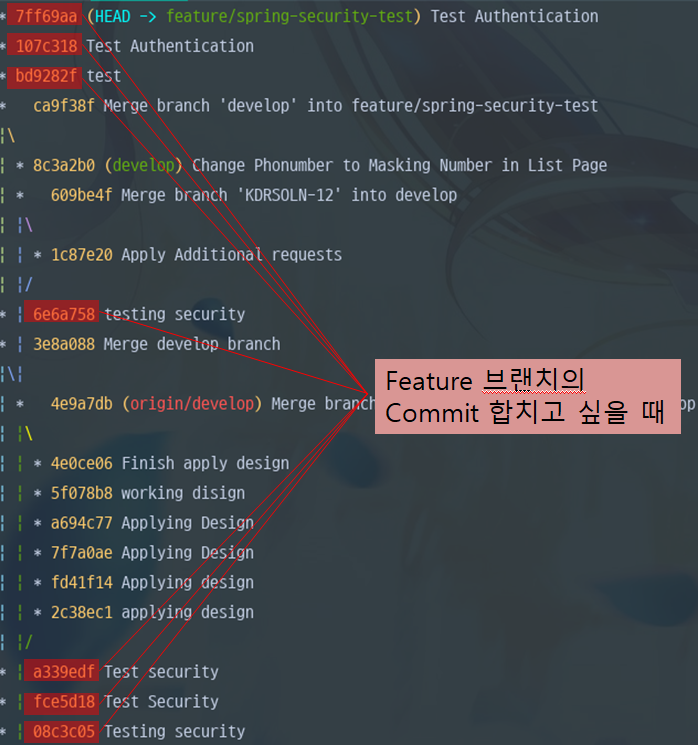 * 7ff69aa (HEAD -> feature/spring-security-test) Test Authentication
* 107c318 Test Authentication
* bd9282f test
*   ca9f38f Merge branch 'develop' into feature/spring-security-test
¦\
¦ * 8c3a2b0 (develop) Change Phonumber to Masking Number in List Page
¦ *   609be4f Merge branch 'KDRSOLN-12' into develop
¦ ¦\
¦ ¦ * 1c87e20 Apply Additional requests
¦ ¦/
* ¦ 6e6a758 testing security
* ¦ 3e8a088 Merge develop branch
¦\¦
Feature 브랜치의
Commit 합치고 싶을 때
¦ *   4e9a7db (origin/develop) Merge branc
¦ ¦\
¦ ¦ * 4e0ce06 Finish apply design
¦ ¦ * 5f078b8 working disign
¦ ¦ * a694c77 Applying Design
¦ ¦ * 7f7a0ae Applying Design
¦ ¦ * fd41f14 Applying design
¦ ¦ * 2c38ec1 applying design
¦ ¦/
* ¦ a339edf Test security
* ¦ fce5d18 Test Security
* ¦ 08c3c05 Testing security